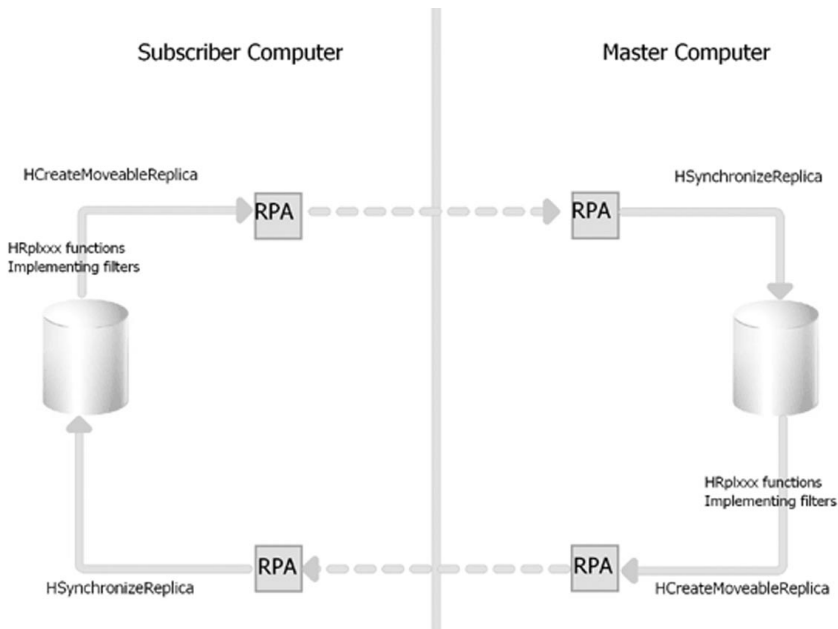 Subscriber Computer
Master Computer
HCreateMoveableReplica
HSynchronizeReplica
RPA
RPA
HRplxxx functions
Implementing filters
HRplxxx functions
Implementing filters
RPA
RPA
HSynchronizeReplica
HCreateMoveableReplica